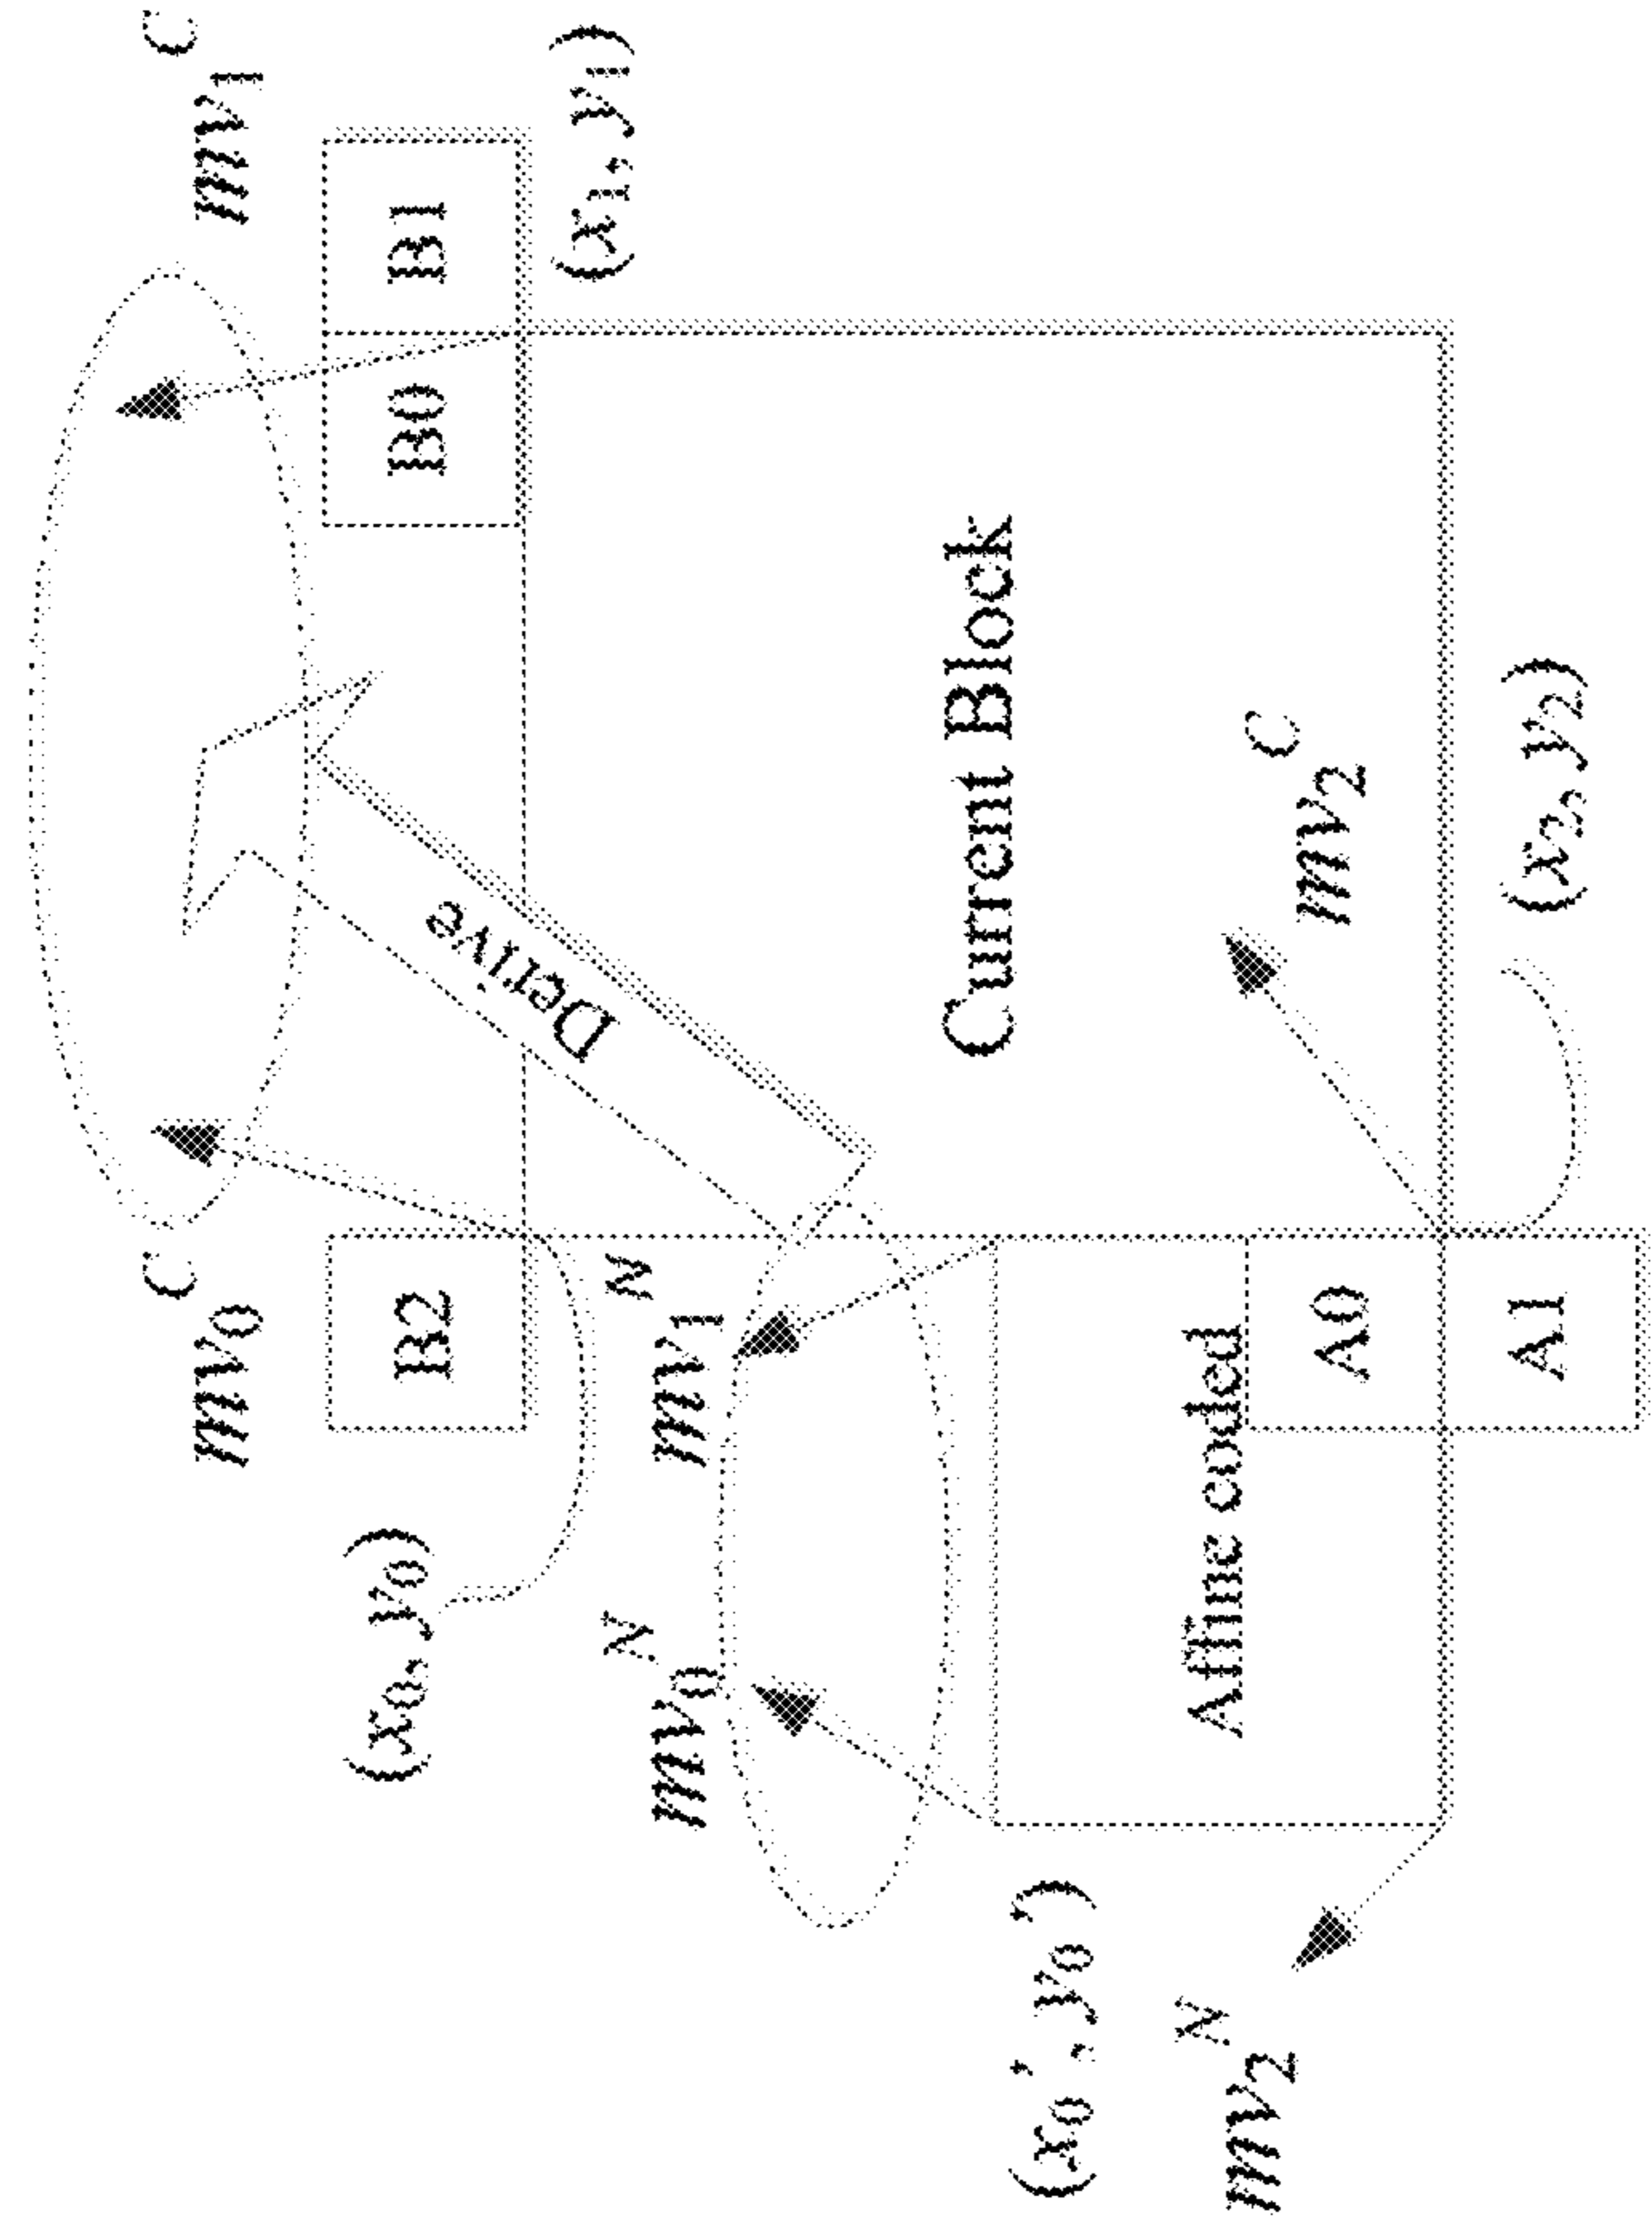 mv₀ᶜ
mv₁ᶜ
(x₀, y₀)
B2
B0
B1
Derive
(x₁, y₁)
mv₀ᴺ
mv₁ᴺ
Current Block
(x₀', y₀')
Affine coded
mv₂ᴺ
A0
mv₂ᶜ
A1
(x₂, y₂)